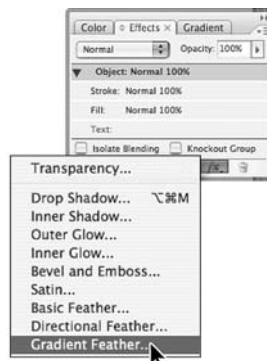 Color Effects × Gradient
Normal Opacity: 100%
Object: Normal 100%
Stroke: Normal 100%
Fill: Normal 100%
Text:
Isolate Blending Knockout Group
fx.
Transparency...
Drop Shadow... ⌥⌘M
Inner Shadow...
Outer Glow...
Inner Glow...
Bevel and Emboss...
Satin...
Basic Feather...
Directional Feather...
Gradient Feather...